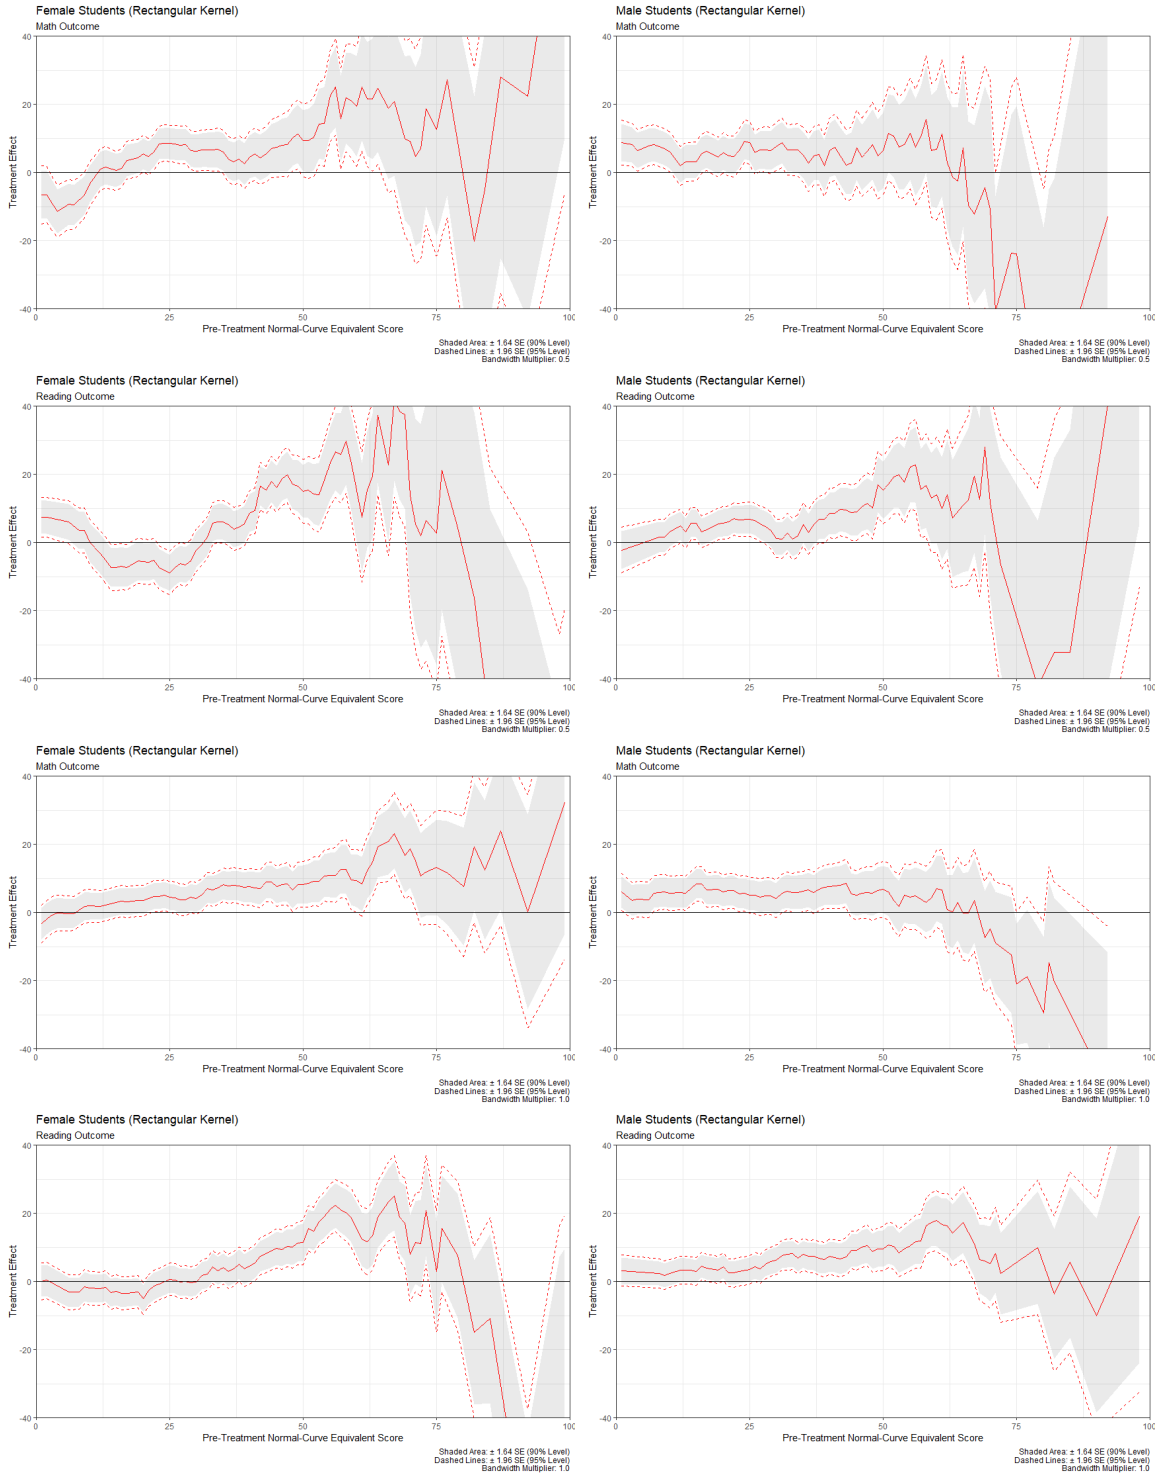 Female Students (Rectangular Kernel)
Math Outcome
40
20
0
-20
-40
Treatment Effect
0
25
50
75
100
Pre-Treatment Normal-Curve Equivalent Score
Shaded Area: ± 1.64 SE (90% Level)
Dashed Lines: ± 1.96 SE (95% Level)
Bandwidth Multiplier: 0.5
Male Students (Rectangular Kernel)
Math Outcome
40
20
0
-20
-40
Treatment Effect
0
25
50
75
100
Pre-Treatment Normal-Curve Equivalent Score
Shaded Area: ± 1.64 SE (90% Level)
Dashed Lines: ± 1.96 SE (95% Level)
Bandwidth Multiplier: 0.5
Female Students (Rectangular Kernel)
Reading Outcome
40
20
0
-20
-40
Treatment Effect
0
25
50
75
100
Pre-Treatment Normal-Curve Equivalent Score
Shaded Area: ± 1.64 SE (90% Level)
Dashed Lines: ± 1.96 SE (95% Level)
Bandwidth Multiplier: 0.5
Male Students (Rectangular Kernel)
Reading Outcome
40
20
0
-20
-40
Treatment Effect
0
25
50
75
100
Pre-Treatment Normal-Curve Equivalent Score
Shaded Area: ± 1.64 SE (90% Level)
Dashed Lines: ± 1.96 SE (95% Level)
Bandwidth Multiplier: 0.5
Female Students (Rectangular Kernel)
Math Outcome
40
20
0
-20
-40
Treatment Effect
0
25
50
75
100
Pre-Treatment Normal-Curve Equivalent Score
Shaded Area: ± 1.64 SE (90% Level)
Dashed Lines: ± 1.96 SE (95% Level)
Bandwidth Multiplier: 1.0
Male Students (Rectangular Kernel)
Math Outcome
40
20
0
-20
-40
Treatment Effect
0
25
50
75
100
Pre-Treatment Normal-Curve Equivalent Score
Shaded Area: ± 1.64 SE (90% Level)
Dashed Lines: ± 1.96 SE (95% Level)
Bandwidth Multiplier: 1.0
Female Students (Rectangular Kernel)
Reading Outcome
40
20
0
-20
-40
Treatment Effect
0
25
50
75
100
Pre-Treatment Normal-Curve Equivalent Score
Shaded Area: ± 1.64 SE (90% Level)
Dashed Lines: ± 1.96 SE (95% Level)
Bandwidth Multiplier: 1.0
Male Students (Rectangular Kernel)
Reading Outcome
40
20
0
-20
-40
Treatment Effect
0
25
50
75
100
Pre-Treatment Normal-Curve Equivalent Score
Shaded Area: ± 1.64 SE (90% Level)
Dashed Lines: ± 1.96 SE (95% Level)
Bandwidth Multiplier: 1.0